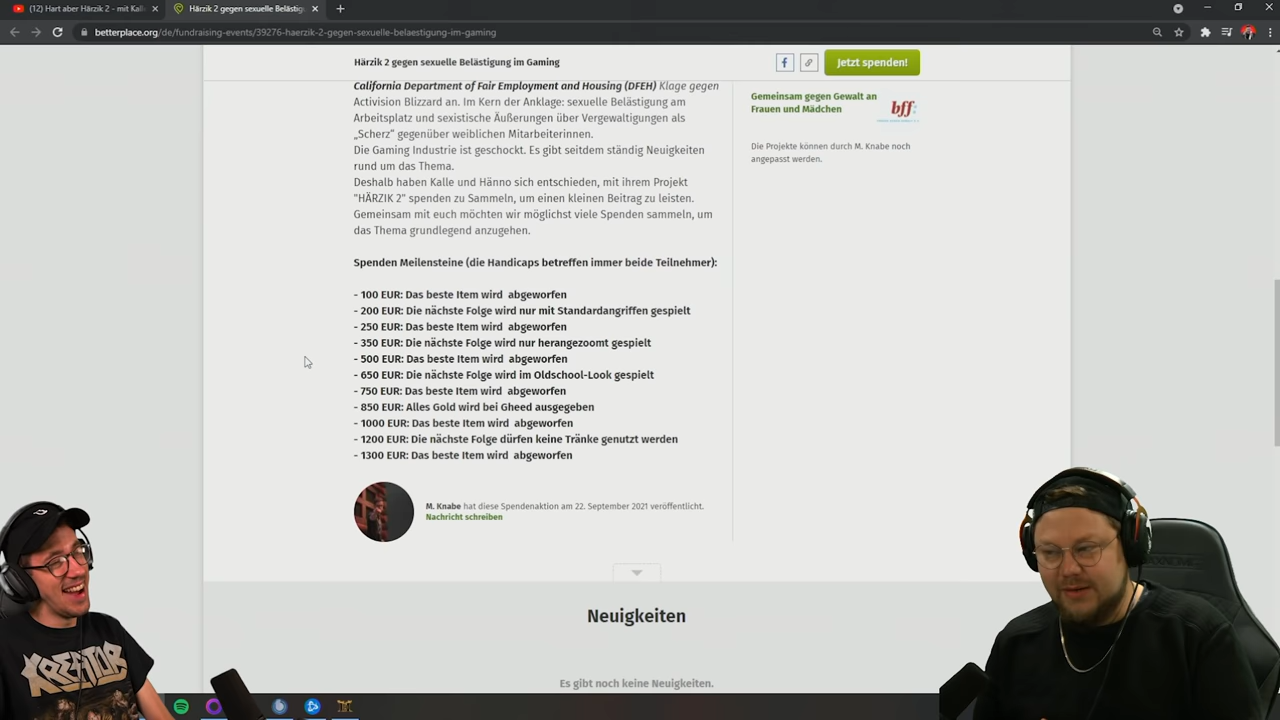 (12) Hart aber Härzik 2 - mit Kall
Härzik 2 gegen sexuelle Belästig
betterplace.org/de/fundraising-events/39276-haerzik-2-gegen-sexuelle-belaestigung-im-gaming
Härzik 2 gegen sexuelle Belästigung im Gaming
Jetzt spenden!
California Department of Fair Employment and Housing (DFEH) Klage gegen
Activision Blizzard an. Im Kern der Anklage: sexuelle Belästigung am
Arbeitsplatz und sexistische Äußerungen über Vergewaltigungen als
„Scherz“ gegenüber weiblichen Mitarbeiterinnen.
Die Gaming Industrie ist geschockt. Es gibt seitdem ständig Neuigkeiten
rund um das Thema.
Deshalb haben Kalle und Hänno sich entschieden, mit ihrem Projekt
"HÄRZIK 2" spenden zu Sammeln, um einen kleinen Beitrag zu leisten.
Gemeinsam mit euch möchten wir möglichst viele Spenden sammeln, um
das Thema grundlegend anzugehen.
Spenden Meilensteine (die Handicaps betreffen immer beide Teilnehmer):
- 100 EUR: Das beste Item wird abgeworfen
- 200 EUR: Die nächste Folge wird nur mit Standardangriffen gespielt
- 250 EUR: Das beste Item wird abgeworfen
- 350 EUR: Die nächste Folge wird nur herangezoomt gespielt
- 500 EUR: Das beste Item wird abgeworfen
- 650 EUR: Die nächste Folge wird im Oldschool-Look gespielt
- 750 EUR: Das beste Item wird abgeworfen
- 850 EUR: Alles Gold wird bei Gheed ausgegeben
- 1000 EUR: Das beste Item wird abgeworfen
- 1200 EUR: Die nächste Folge dürfen keine Tränke genutzt werden
- 1300 EUR: Das beste Item wird abgeworfen
M. Knabe hat diese Spendenaktion am 22. September 2021 veröffentlicht.
Nachricht schreiben
Gemeinsam gegen Gewalt an
Frauen und Mädchen
bff:
Die Projekte können durch M. Knabe noch
angepasst werden.
Neuigkeiten
Es gibt noch keine Neuigkeiten.
KREATOR